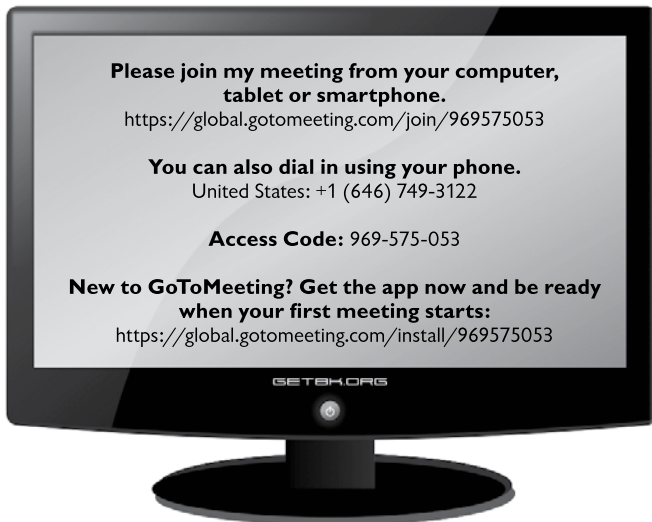 Please join my meeting from your computer,
tablet or smartphone.
https://global.gotomeeting.com/join/969575053
You can also dial in using your phone.
United States: +1 (646) 749-3122
Access Code: 969-575-053
New to GoToMeeting? Get the app now and be ready
when your first meeting starts:
https://global.gotomeeting.com/install/969575053
GETBH.ORG